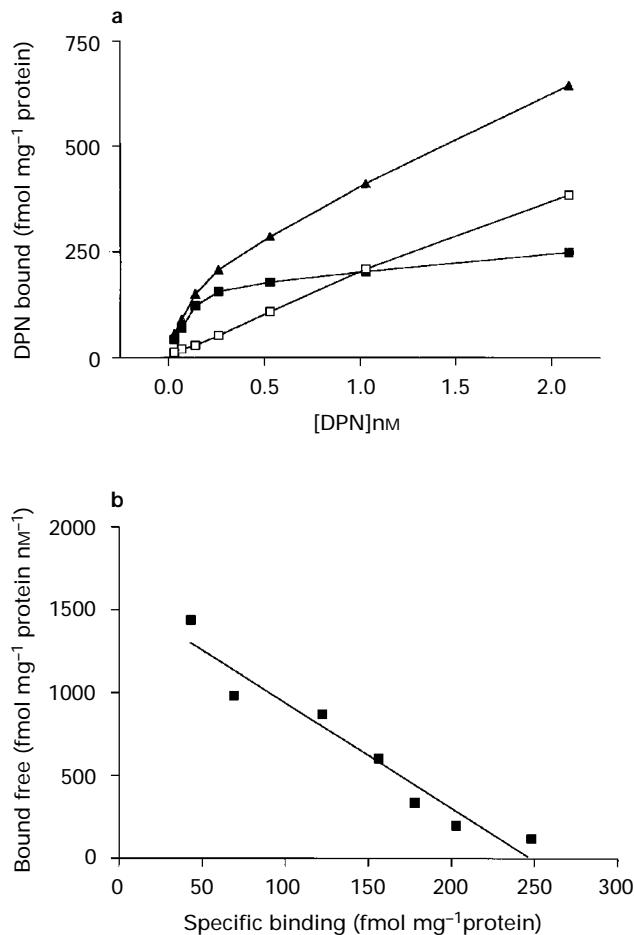 a
DPN bound (fmol mg⁻¹ protein)
750
500
250
0
0.0 0.5 1.0 1.5 2.0
[DPN]nM
b
Bound free (fmol mg⁻¹ protein nM⁻¹)
2000
1500
1000
500
0
0 50 100 150 200 250 300
Specific binding (fmol mg⁻¹protein)